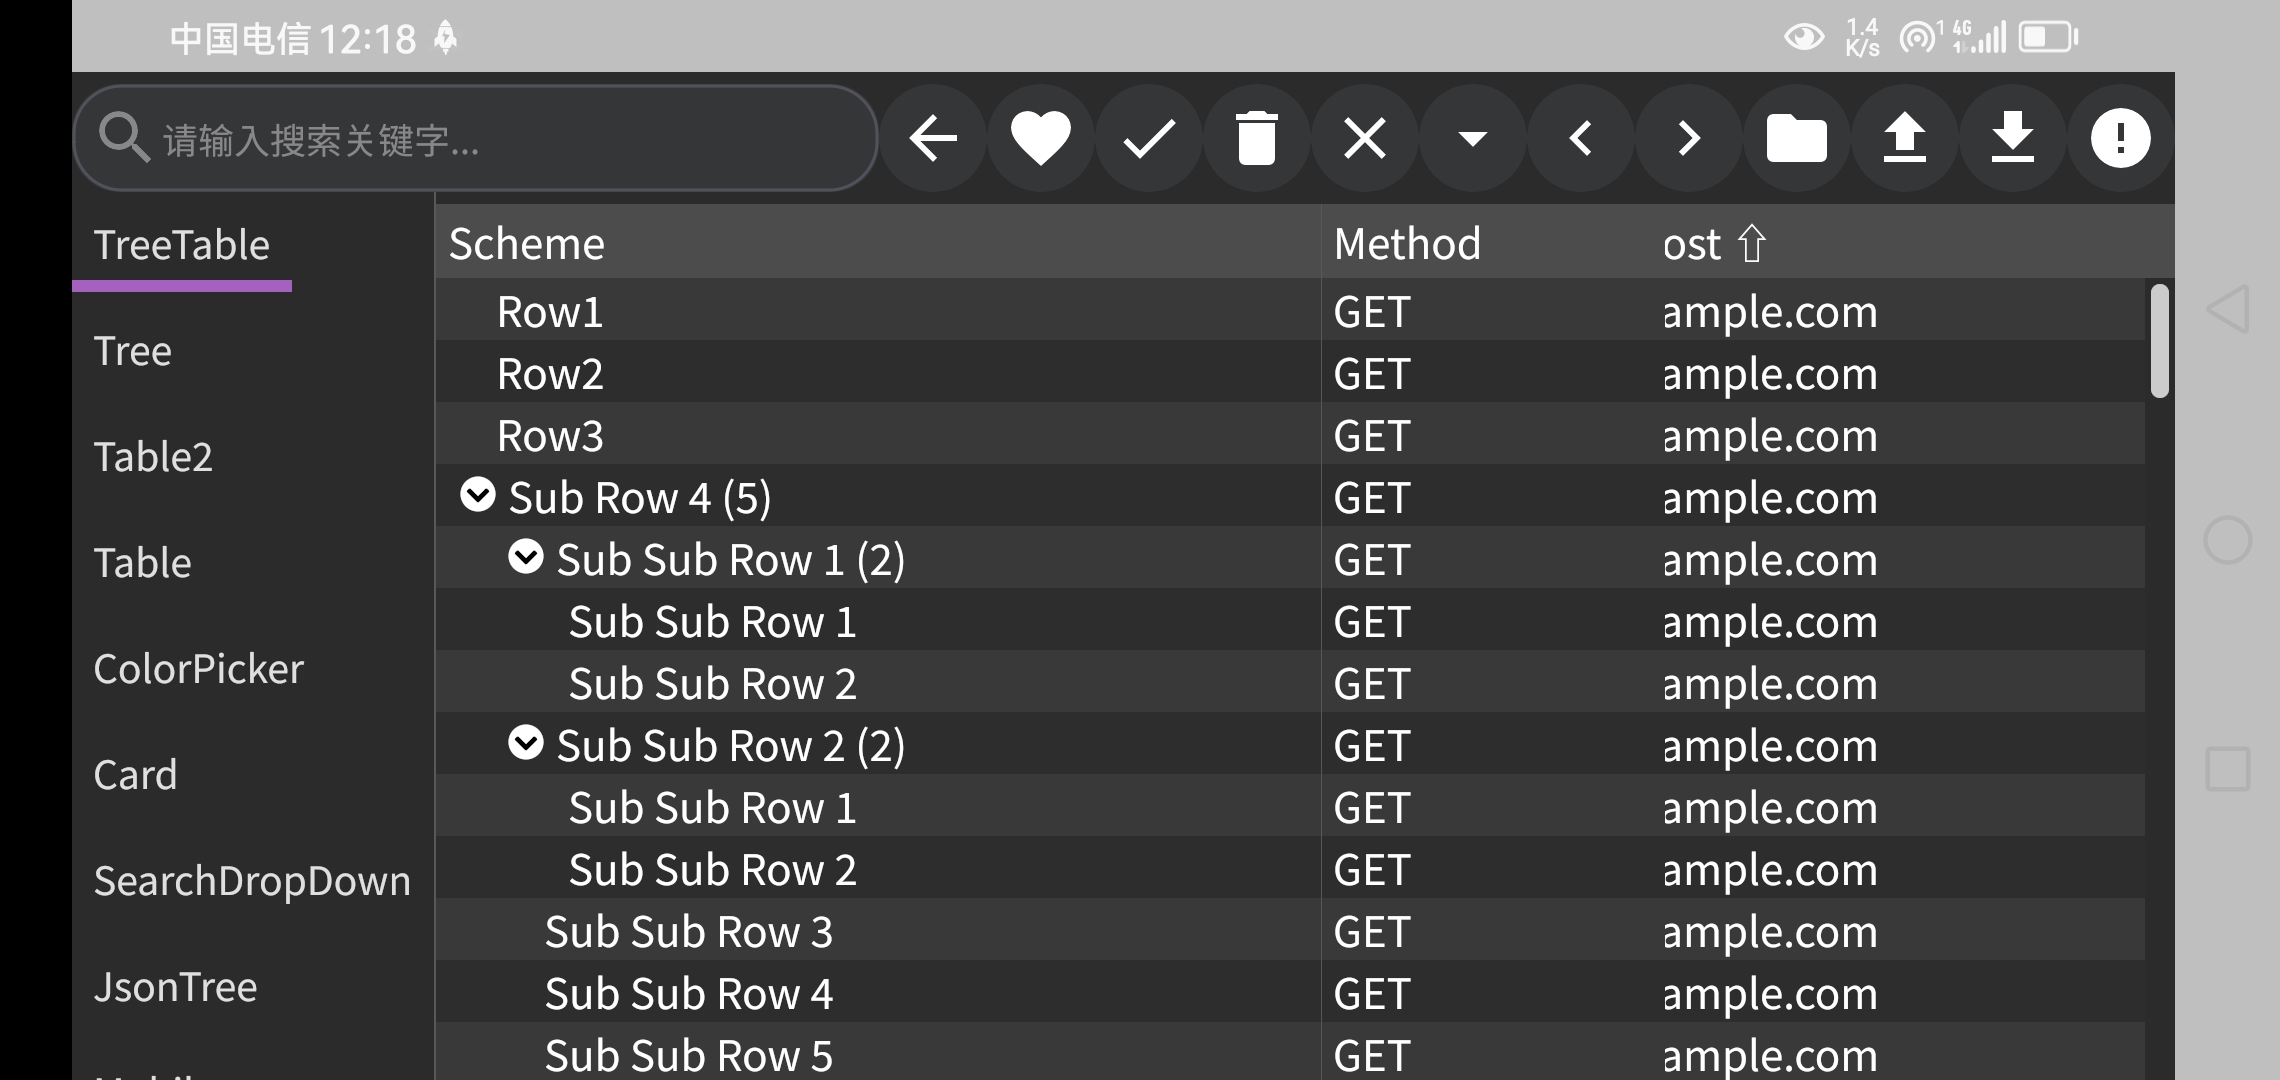 中国电信 12:18
1.4 K/s
1 4G
请输入搜索关键字...
TreeTable
Tree
Table2
Table
ColorPicker
Card
SearchDropDown
JsonTree
Scheme Method ost
Row1 GET ample.com
Row2 GET ample.com
Row3 GET ample.com
Sub Row 4 (5) GET ample.com
Sub Sub Row 1 (2) GET ample.com
Sub Sub Row 1 GET ample.com
Sub Sub Row 2 GET ample.com
Sub Sub Row 2 (2) GET ample.com
Sub Sub Row 1 GET ample.com
Sub Sub Row 2 GET ample.com
Sub Sub Row 3 GET ample.com
Sub Sub Row 4 GET ample.com
Sub Sub Row 5 GET ample.com